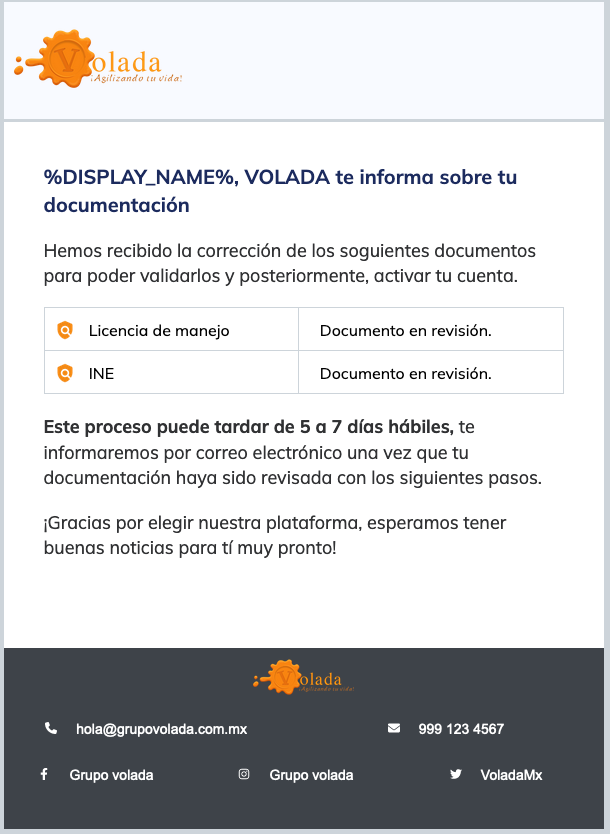 Volada
¡Agilizando tu vida!
%DISPLAY_NAME%, VOLADA te informa sobre tu
documentación
Hemos recibido la corrección de los soguientes documentos
para poder validarlos y posteriormente, activar tu cuenta.
Licencia de manejo Documento en revisión.
INE Documento en revisión.
Este proceso puede tardar de 5 a 7 días hábiles, te
informaremos por correo electrónico una vez que tu
documentación haya sido revisada con los siguientes pasos.
¡Gracias por elegir nuestra plataforma, esperamos tener
buenas noticias para tí muy pronto!
Volada
¡Agilizando tu vida!
hola@grupovolada.com.mx 999 123 4567
Grupo volada Grupo volada VoladaMx